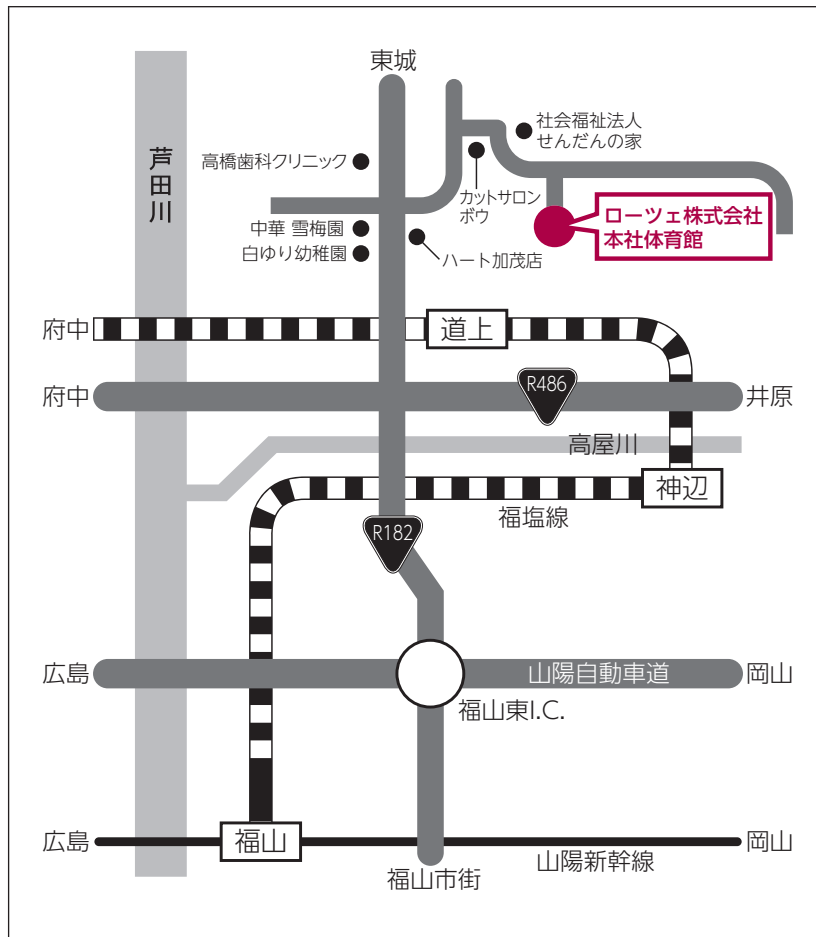 東城
社会福祉法人
せんだんの家
芦田川
高橋歯科クリニック
カットサロン
ボウ
ローツェ株式会社
本社体育館
中華 雪梅園
白ゆり幼稚園
ハート加茂店
府中
道上
府中
R486
井原
高屋川
神辺
福塩線
R182
広島
山陽自動車道
岡山
福山東I.C.
広島
福山
岡山
山陽新幹線
福山市街